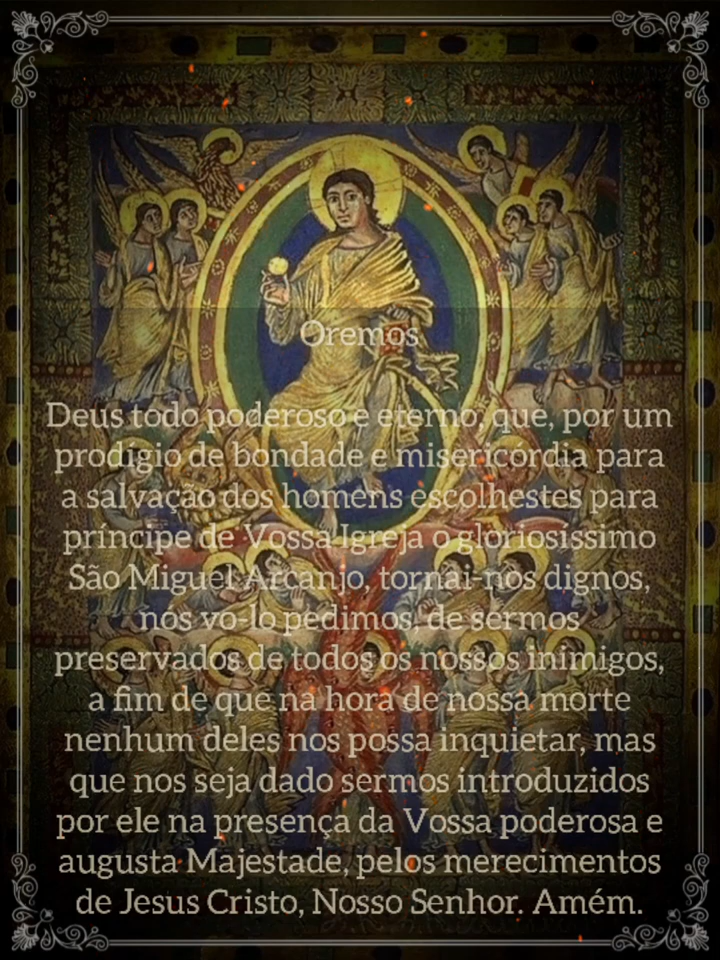 Oremos
Deus todo poderoso e eterno, que, por um
prodígio de bondade e misericordia para
a salvação dos homens escolhestes para
príncipe de Vossa Igreja o gloriosíssimo
São Miguel Arcanjo, tornai-nos dignos,
nós vo-lo pedimos, de sermos
preservados de todos os nossos inimigos,
a fim de que na hora de nossa morte
nenhum deles nos possa inquietar, mas
que nos seja dado sermos introduzidos
por ele na presença da Vossa poderosa e
augusta Majestade, pelos merecimentos
de Jesus Cristo, Nosso Senhor. Amém.